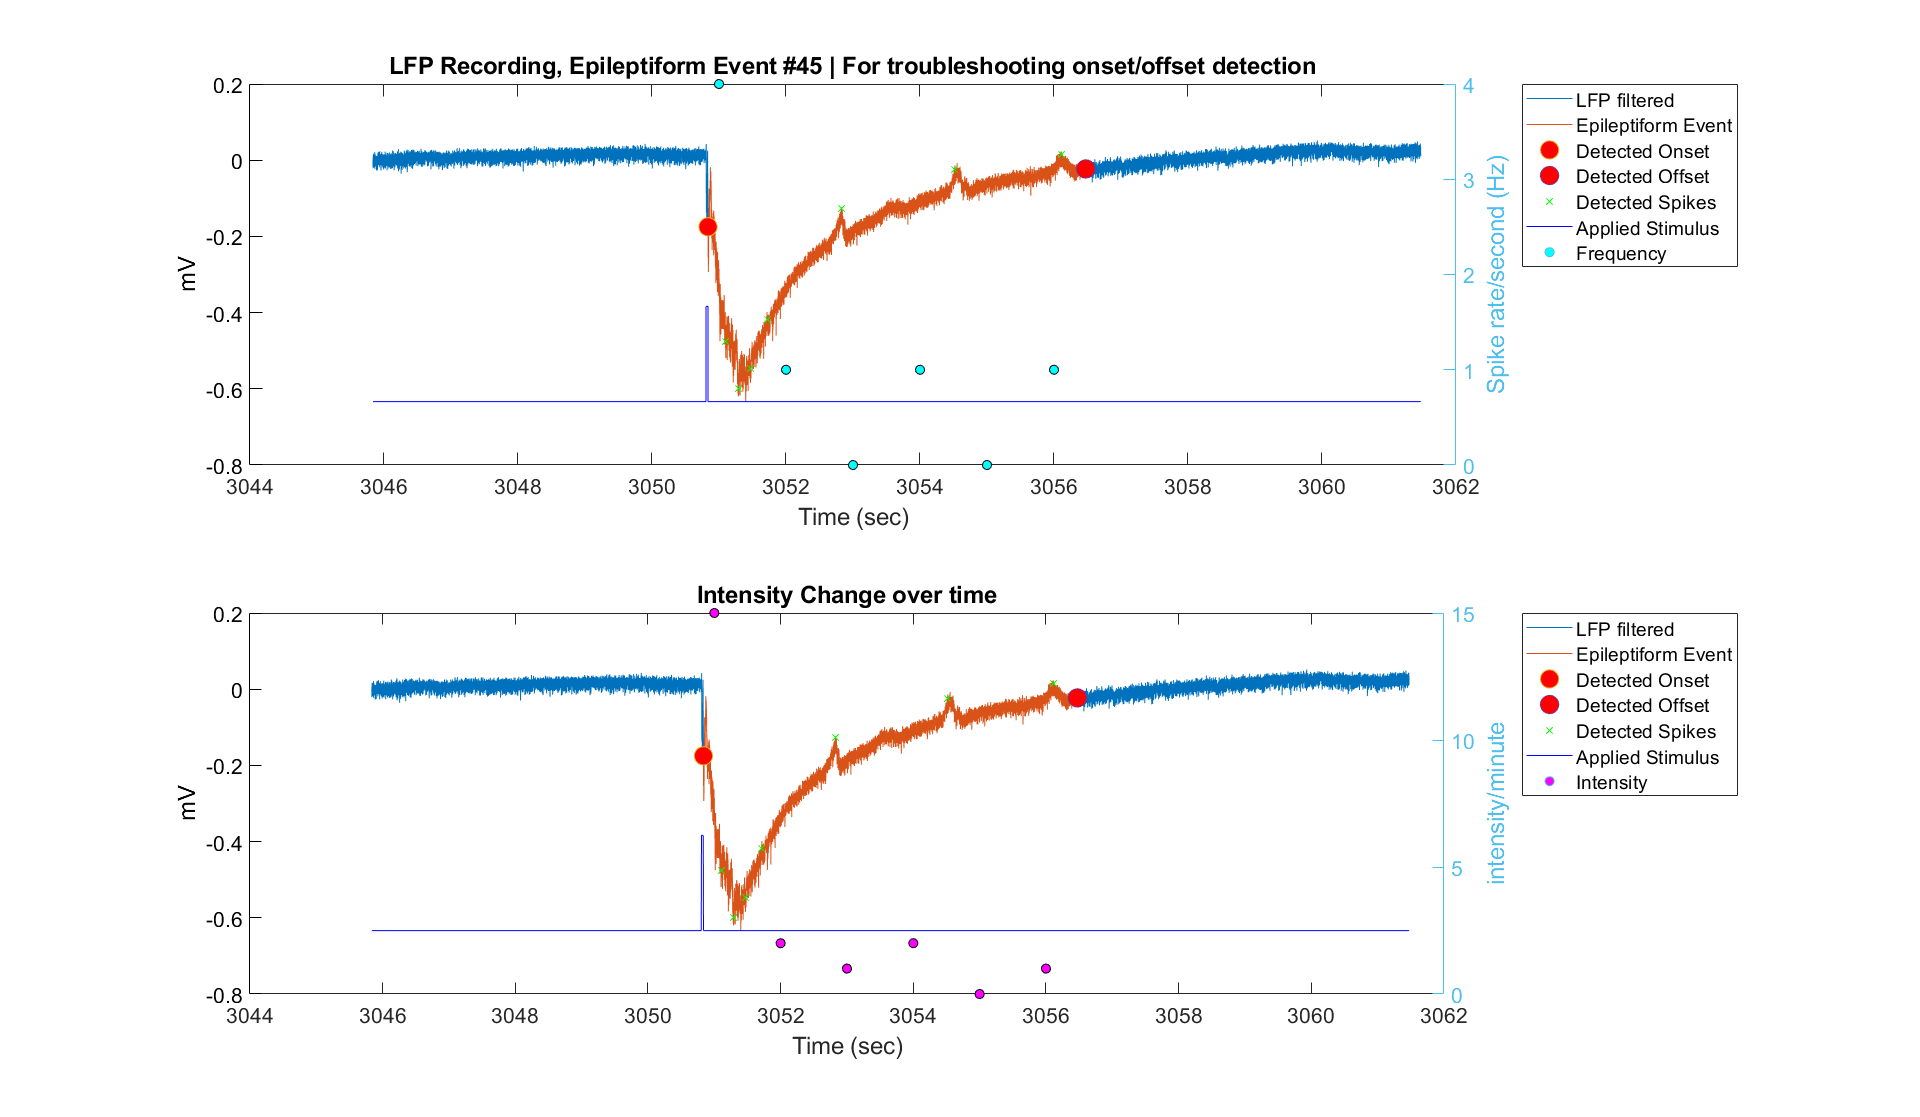 LFP Recording, Epileptiform Event #45 | For troubleshooting onset/offset detection
0.2
0
-0.2
-0.4
-0.6
-0.8
mV
3044 3046 3048 3050 3052 3054 3056 3058 3060 3062
Time (sec)
4
3
2
1
0
Spike rate/second (Hz)
LFP filtered
Epileptiform Event
Detected Onset
Detected Offset
Detected Spikes
Applied Stimulus
Frequency
Intensity Change over time
0.2
0
-0.2
-0.4
-0.6
-0.8
mV
3044 3046 3048 3050 3052 3054 3056 3058 3060 3062
Time (sec)
15
10
5
0
intensity/minute
LFP filtered
Epileptiform Event
Detected Onset
Detected Offset
Detected Spikes
Applied Stimulus
Intensity